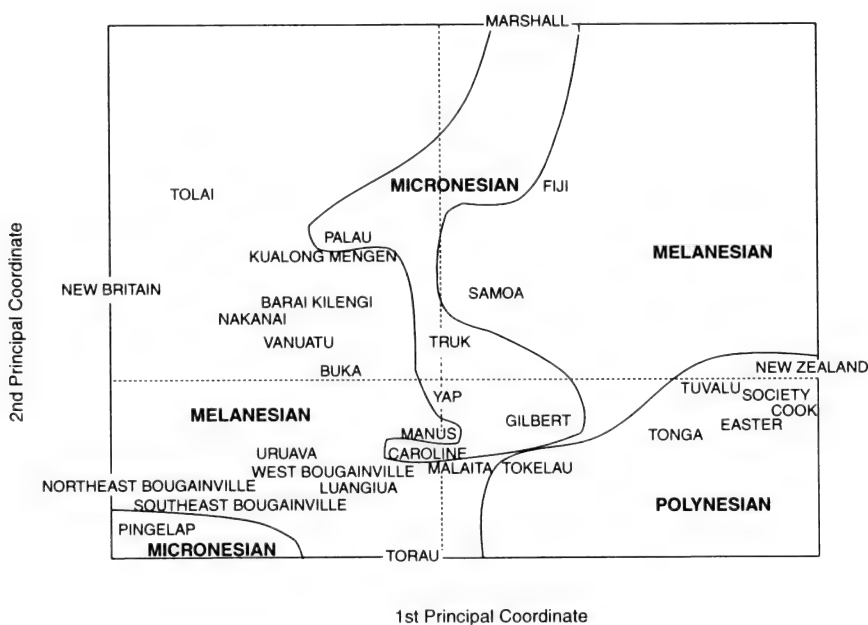 MARSHALL
MICRONESIAN
FIJI
TOLAI
PALAU
KUALONG MENGEN
MELANESIAN
NEW BRITAIN
SAMOA
BARAI KILENGI
NAKANAI
VANUATU
TRUK
BUKA
NEW ZEALAND
TUVALU
SOCIETY
COOK
YAP
MELANESIAN
GILBERT
EASTER
MANUS
TONGA
URUAVA
CAROLINE
WEST BOUGAINVILLE
MALAITA
TOKELAU
NORTHEAST BOUGAINVILLE
LUANGIUA
SOUTHEAST BOUGAINVILLE
POLYNESIAN
PINGELAP
MICRONESIAN
TORAU
2nd Principal Coordinate
1st Principal Coordinate